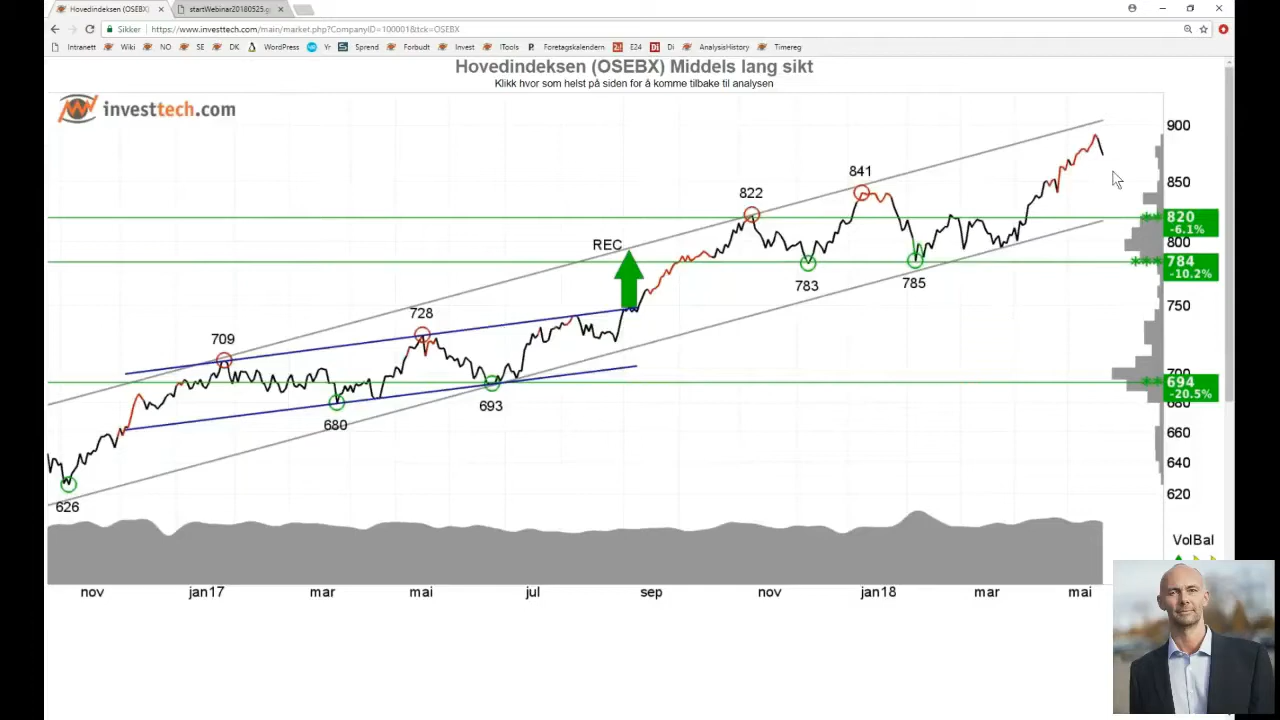 Hovedindeksen (OSEBX)
startWebinar20180525.p
Sikker
https://www.investtech.com/main/market.php?CompanyID=100001&tck=OSEBX
Intranett Wiki NO SE DK WordPress Yr Sprend Forbudt Invest ITools Foretagskalendern E24 Di AnalysisHistory Timereg
Hovedindeksen (OSEBX) Middels lang sikt
Klikk hvor som helst på siden for å komme tilbake til analysen
investtech.com
900
841
850
822
820
-6.1%
REC
800
784
-10.2%
783
785
750
728
709
700
694
-20.5%
693
680
680
660
640
626
620
VolBal
nov jan17 mar mai jul sep nov jan18 mar mai